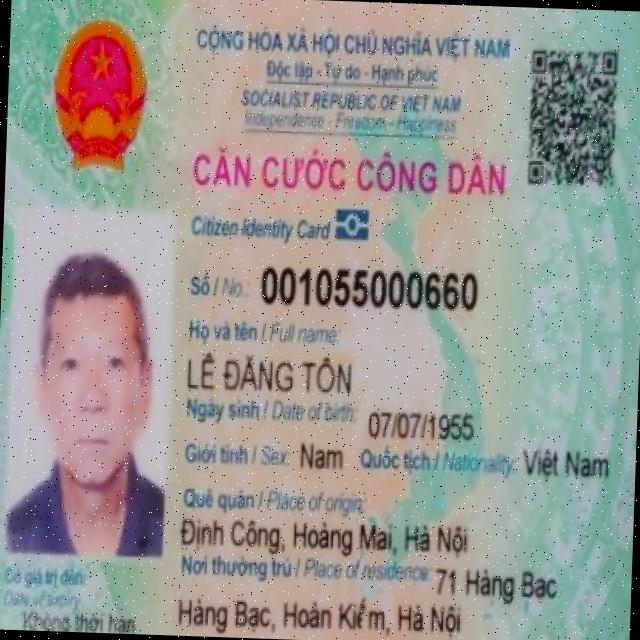 CỘNG HÒA XÃ HỘI CHỦ NGHĨA VIỆT NAM
Độc lập - Tự do - Hạnh phúc
SOCIALIST REPUBLIC OF VIET NAM
Independence - Freedom - Happiness
CĂN CƯỚC CÔNG DÂN
Citizen Identity Card
Số / No.: 001055000660
Họ và tên / Full name:
LÊ ĐĂNG TÔN
Ngày sinh / Date of birth: 07/07/1955
Giới tính / Sex: Nam Quốc tịch / Nationality: Việt Nam
Quê quán / Place of origin:
Định Công, Hoàng Mai, Hà Nội
Nơi thường trú / Place of residence: 71 Hàng Bạc
Hàng Bạc, Hoàn Kiếm, Hà Nội
Có giá trị đến:
Date of expiry
Không thời hạn